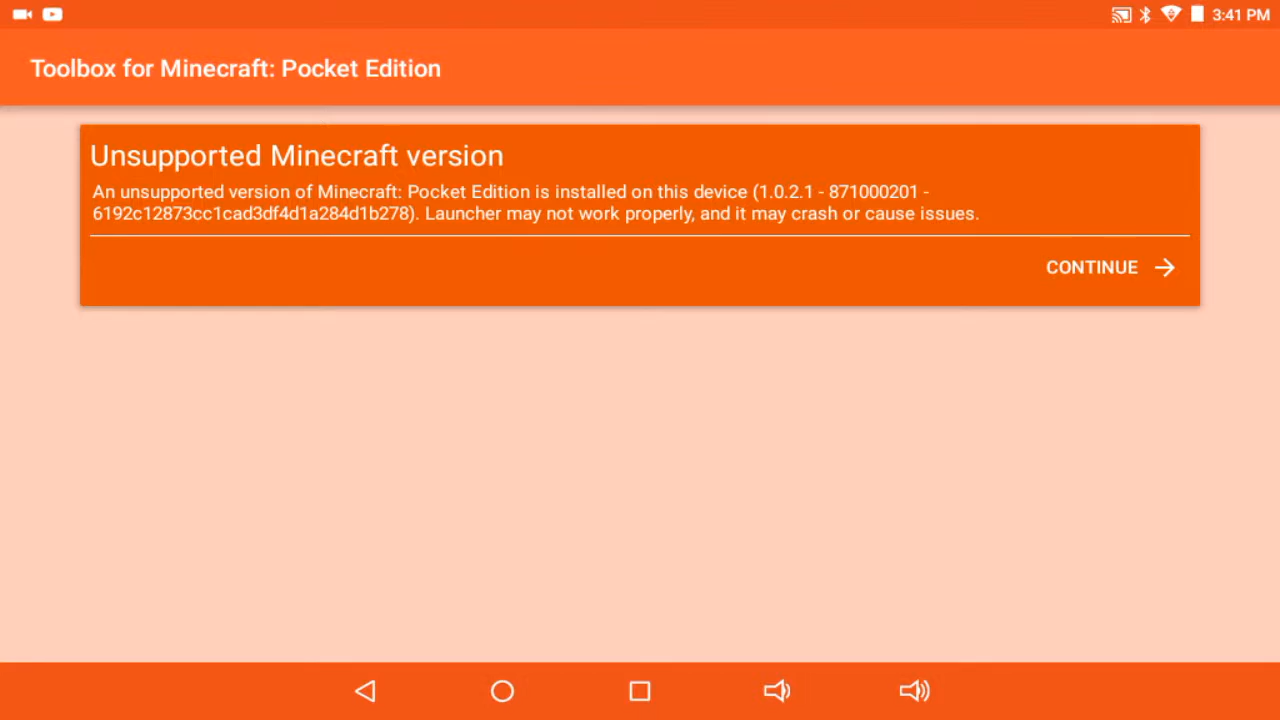 3:41 PM
Toolbox for Minecraft: Pocket Edition
Unsupported Minecraft version
An unsupported version of Minecraft: Pocket Edition is installed on this device (1.0.2.1 - 871000201 -
6192c12873cc1cad3df4d1a284d1b278). Launcher may not work properly, and it may crash or cause issues.
CONTINUE